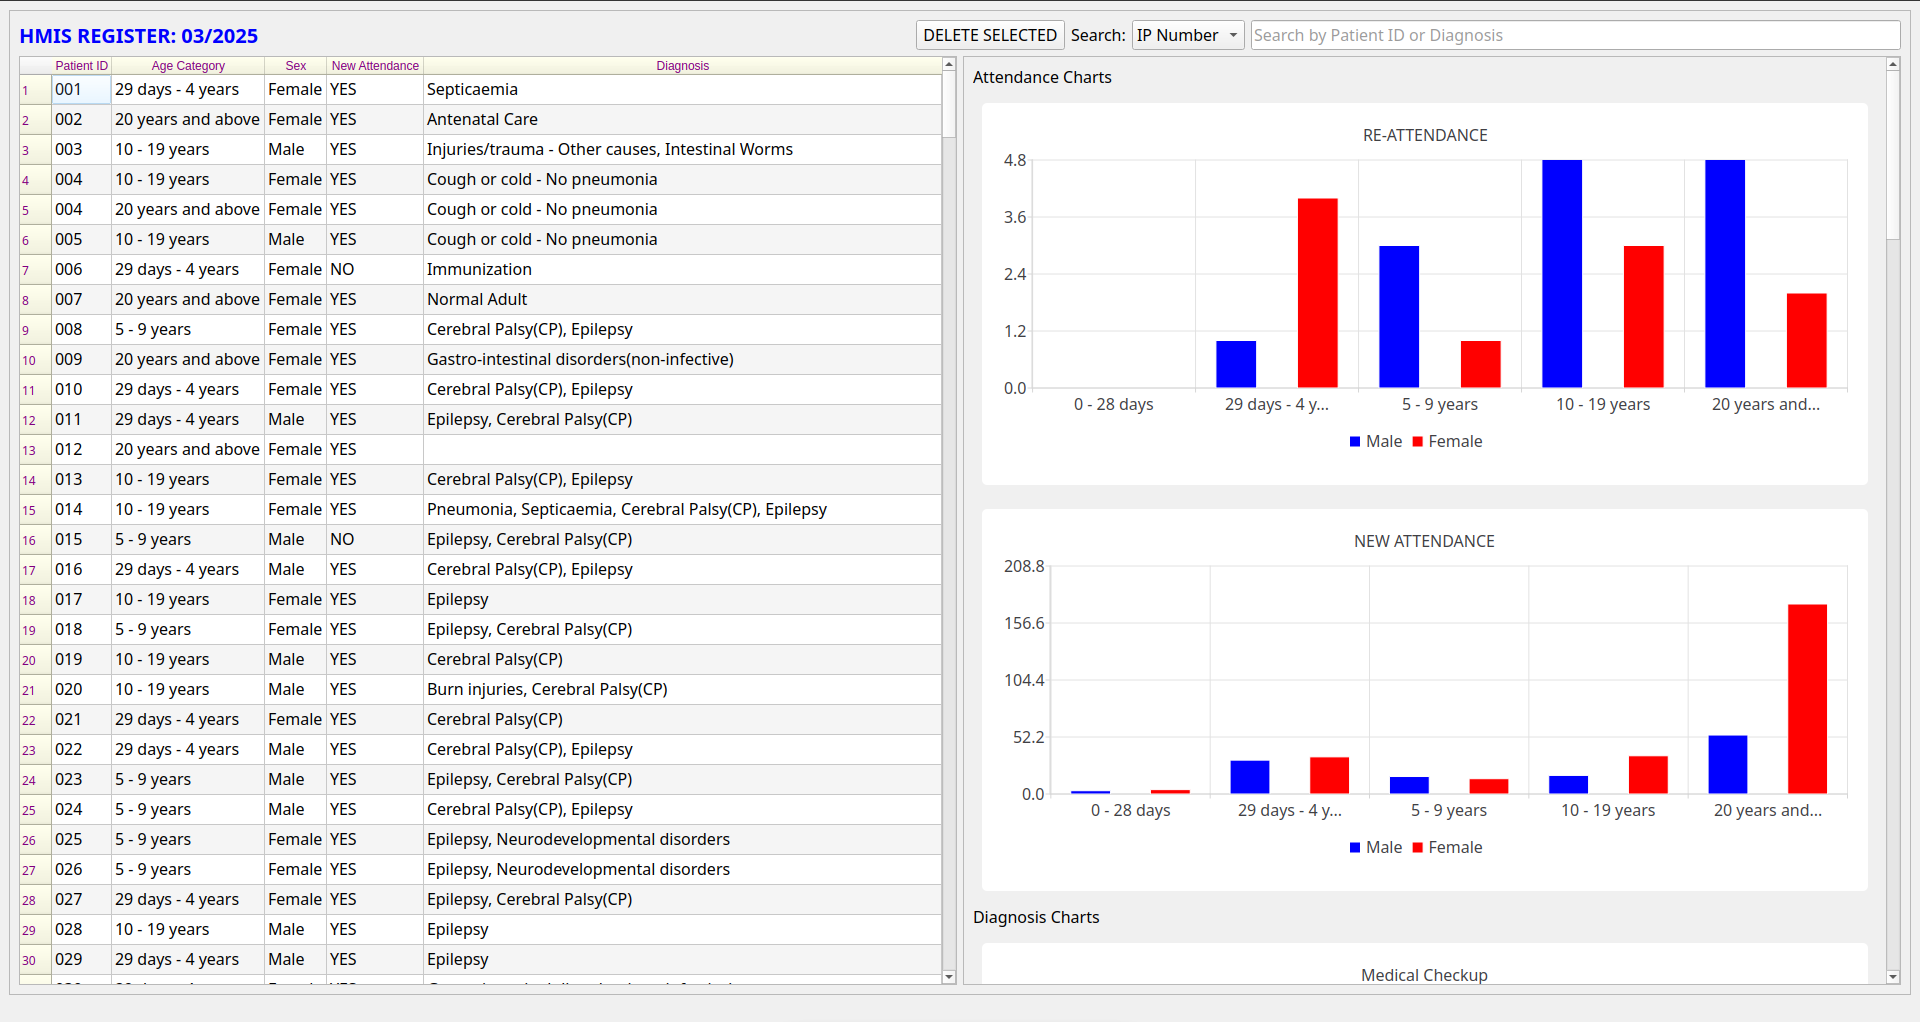 HMIS REGISTER: 03/2025
DELETE SELECTED Search: IP Number Search by Patient ID or Diagnosis
Patient ID Age Category Sex New Attendance Diagnosis
1 001 29 days - 4 years Female YES Septicaemia
2 002 20 years and above Female YES Antenatal Care
3 003 10 - 19 years Male YES Injuries/trauma - Other causes, Intestinal Worms
4 004 10 - 19 years Female YES Cough or cold - No pneumonia
5 004 20 years and above Female YES Cough or cold - No pneumonia
6 005 10 - 19 years Male YES Cough or cold - No pneumonia
7 006 29 days - 4 years Female NO Immunization
8 007 20 years and above Female YES Normal Adult
9 008 5 - 9 years Female YES Cerebral Palsy(CP), Epilepsy
10 009 20 years and above Female YES Gastro-intestinal disorders(non-infective)
11 010 29 days - 4 years Female YES Cerebral Palsy(CP), Epilepsy
12 011 29 days - 4 years Male YES Epilepsy, Cerebral Palsy(CP)
13 012 20 years and above Female YES
14 013 10 - 19 years Female YES Cerebral Palsy(CP), Epilepsy
15 014 10 - 19 years Female YES Pneumonia, Septicaemia, Cerebral Palsy(CP), Epilepsy
16 015 5 - 9 years Male NO Epilepsy, Cerebral Palsy(CP)
17 016 29 days - 4 years Male YES Cerebral Palsy(CP), Epilepsy
18 017 10 - 19 years Female YES Epilepsy
19 018 5 - 9 years Female YES Epilepsy, Cerebral Palsy(CP)
20 019 10 - 19 years Male YES Cerebral Palsy(CP)
21 020 10 - 19 years Male YES Burn injuries, Cerebral Palsy(CP)
22 021 29 days - 4 years Female YES Cerebral Palsy(CP)
23 022 29 days - 4 years Male YES Cerebral Palsy(CP), Epilepsy
24 023 5 - 9 years Male YES Epilepsy, Cerebral Palsy(CP)
25 024 5 - 9 years Male YES Cerebral Palsy(CP), Epilepsy
26 025 5 - 9 years Female YES Epilepsy, Neurodevelopmental disorders
27 026 5 - 9 years Female YES Epilepsy, Neurodevelopmental disorders
28 027 29 days - 4 years Female YES Epilepsy, Cerebral Palsy(CP)
29 028 10 - 19 years Male YES Epilepsy
30 029 29 days - 4 years Male YES Epilepsy
Attendance Charts
RE-ATTENDANCE
4.8
3.6
2.4
1.2
0.0
0 - 28 days 29 days - 4 y... 5 - 9 years 10 - 19 years 20 years and...
Male Female
NEW ATTENDANCE
208.8
156.6
104.4
52.2
0.0
0 - 28 days 29 days - 4 y... 5 - 9 years 10 - 19 years 20 years and...
Male Female
Diagnosis Charts
Medical Checkup